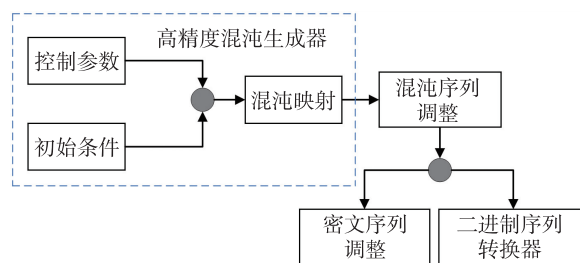 高精度混沌生成器
控制参数
初始条件
混沌映射
混沌序列
调整
密文序列
调整
二进制序列
转换器